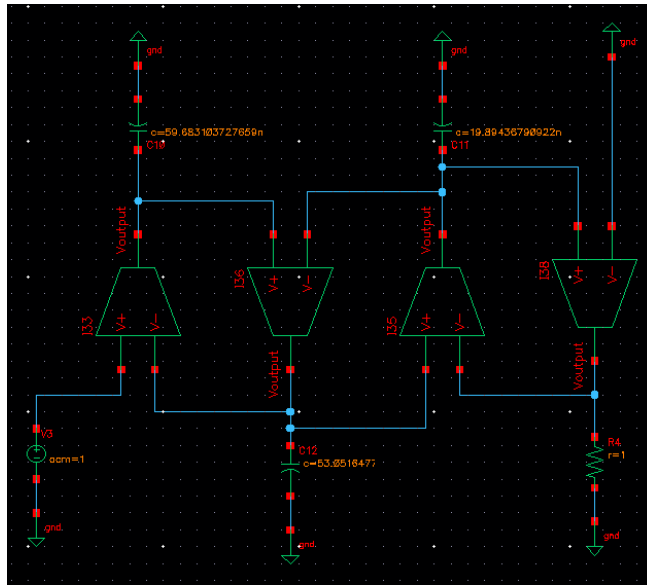 gnd
gnd
gnd
c=59.683103727659n
C10
c=19.89436790922n
C11
Voutput
Voutput
I33
V+
V-
I36
V+
V-
I35
V+
V-
I38
V+
V-
Voutput
Voutput
V3
acm=1
gnd
C12
c=53.0516477
gnd
R4
r=1
gnd